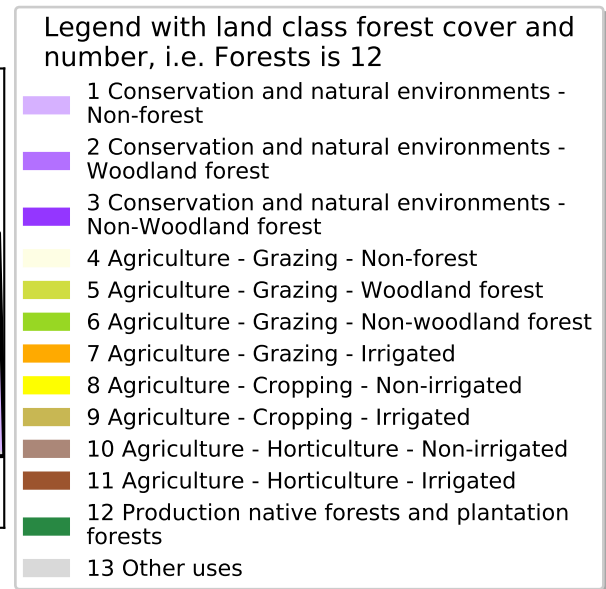 Legend with land class forest cover and
number, i.e. Forests is 12
1 Conservation and natural environments -
Non-forest
2 Conservation and natural environments -
Woodland forest
3 Conservation and natural environments -
Non-Woodland forest
4 Agriculture - Grazing - Non-forest
5 Agriculture - Grazing - Woodland forest
6 Agriculture - Grazing - Non-woodland forest
7 Agriculture - Grazing - Irrigated
8 Agriculture - Cropping - Non-irrigated
9 Agriculture - Cropping - Irrigated
10 Agriculture - Horticulture - Non-irrigated
11 Agriculture - Horticulture - Irrigated
12 Production native forests and plantation
forests
13 Other uses